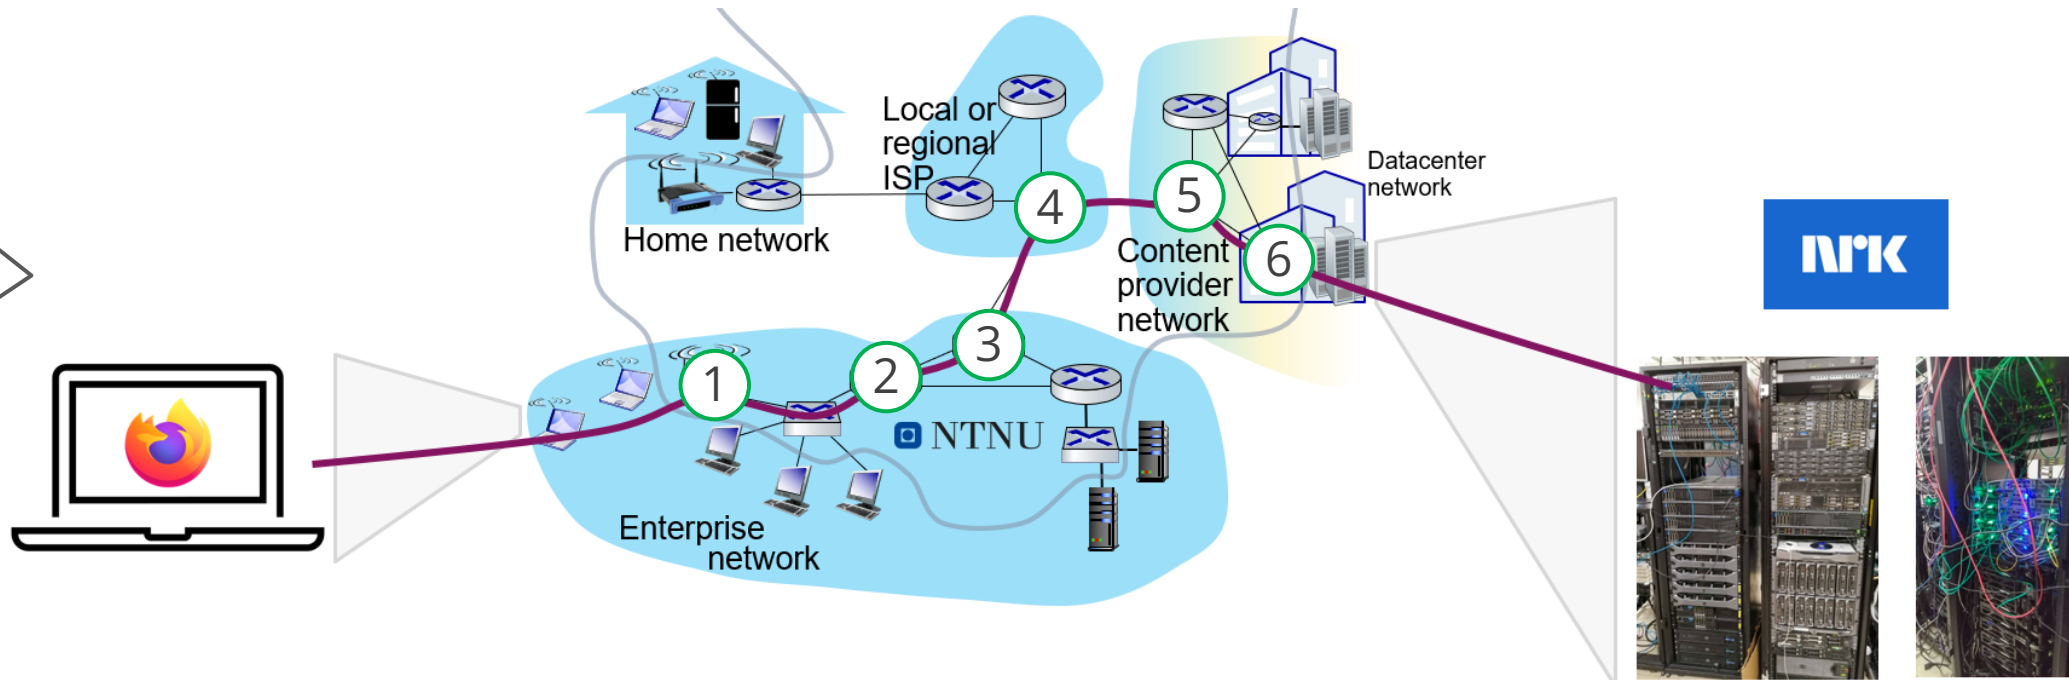 Local or
regional
ISP
Datacenter
network
Home network
4
5
Content
provider
network
6
nrk
1
2
3
NTNU
Enterprise
network